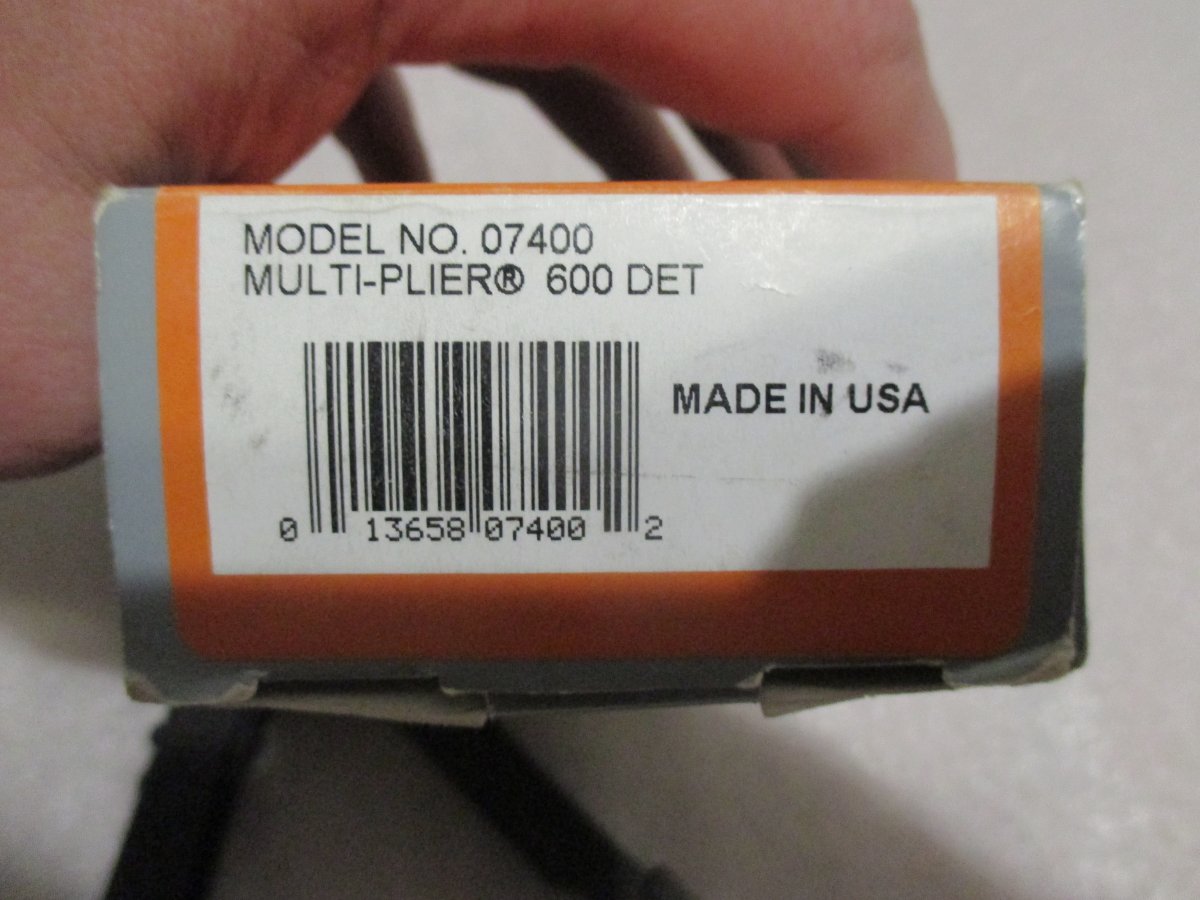 MODEL NO. 07400
MULTI-PLIER® 600 DET
MADE IN USA
0 13658 07400 2